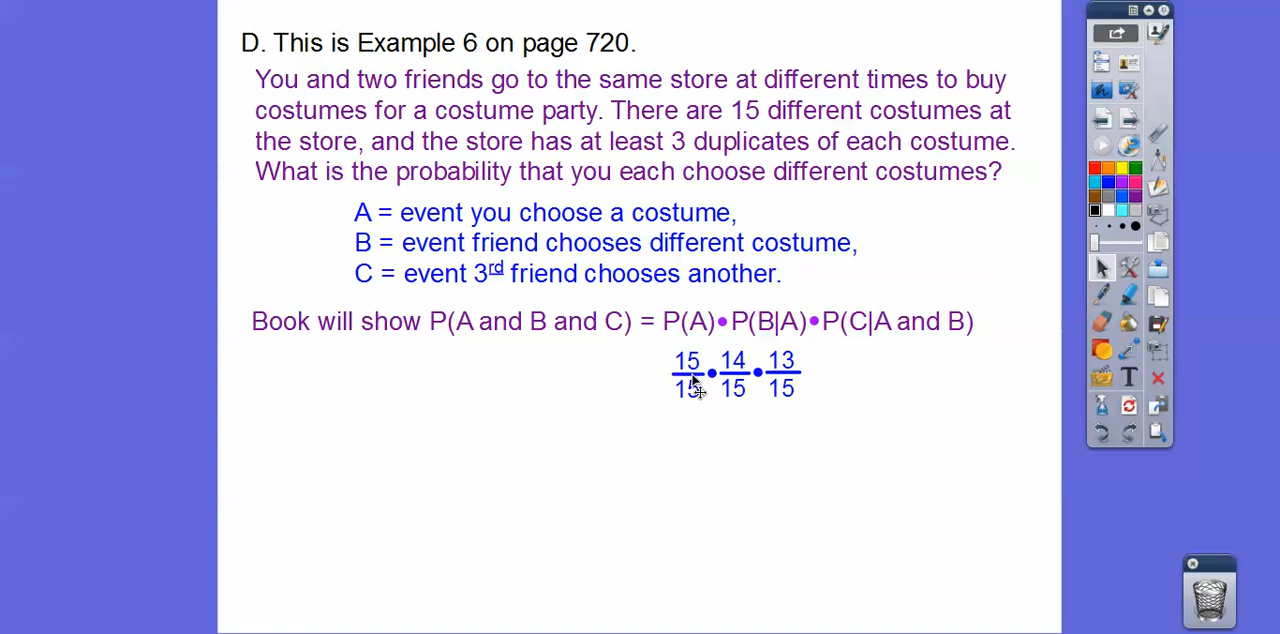 D. This is Example 6 on page 720.
You and two friends go to the same store at different times to buy
costumes for a costume party. There are 15 different costumes at
the store, and the store has at least 3 duplicates of each costume.
What is the probability that you each choose different costumes?
A = event you choose a costume,
B = event friend chooses different costume,
C = event 3rd friend chooses another.
Book will show P(A and B and C) = P(A)•P(B|A)•P(C|A and B)
15/15 • 14/15 • 13/15